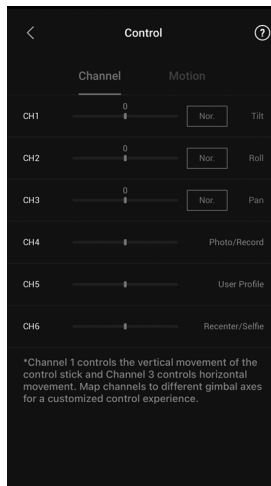 Control
?
Channel Motion
0
CH1 Nor. Tilt
0
CH2 Nor. Roll
0
CH3 Nor. Pan
CH4 Photo/Record
CH5 User Profile
CH6 Recenter/Selfie
*Channel 1 controls the vertical movement of the
control stick and Channel 3 controls horizontal
movement. Map channels to different gimbal axes
for a customized control experience.